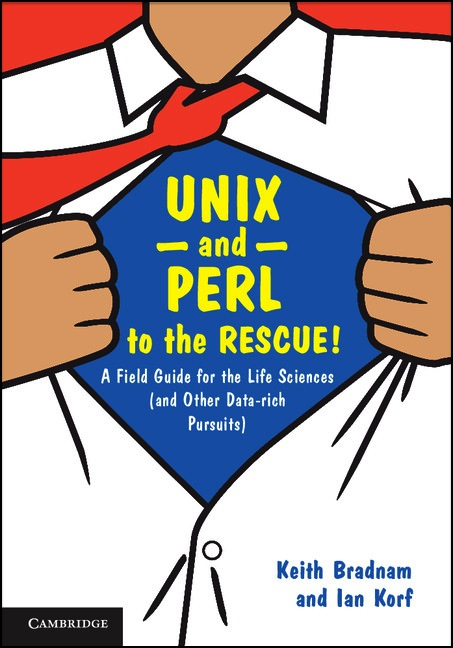 UNIX
— and —
PERL
to the RESCUE!
A Field Guide for the Life Sciences
(and Other Data-rich
Pursuits)
Keith Bradnam
and Ian Korf
CAMBRIDGE